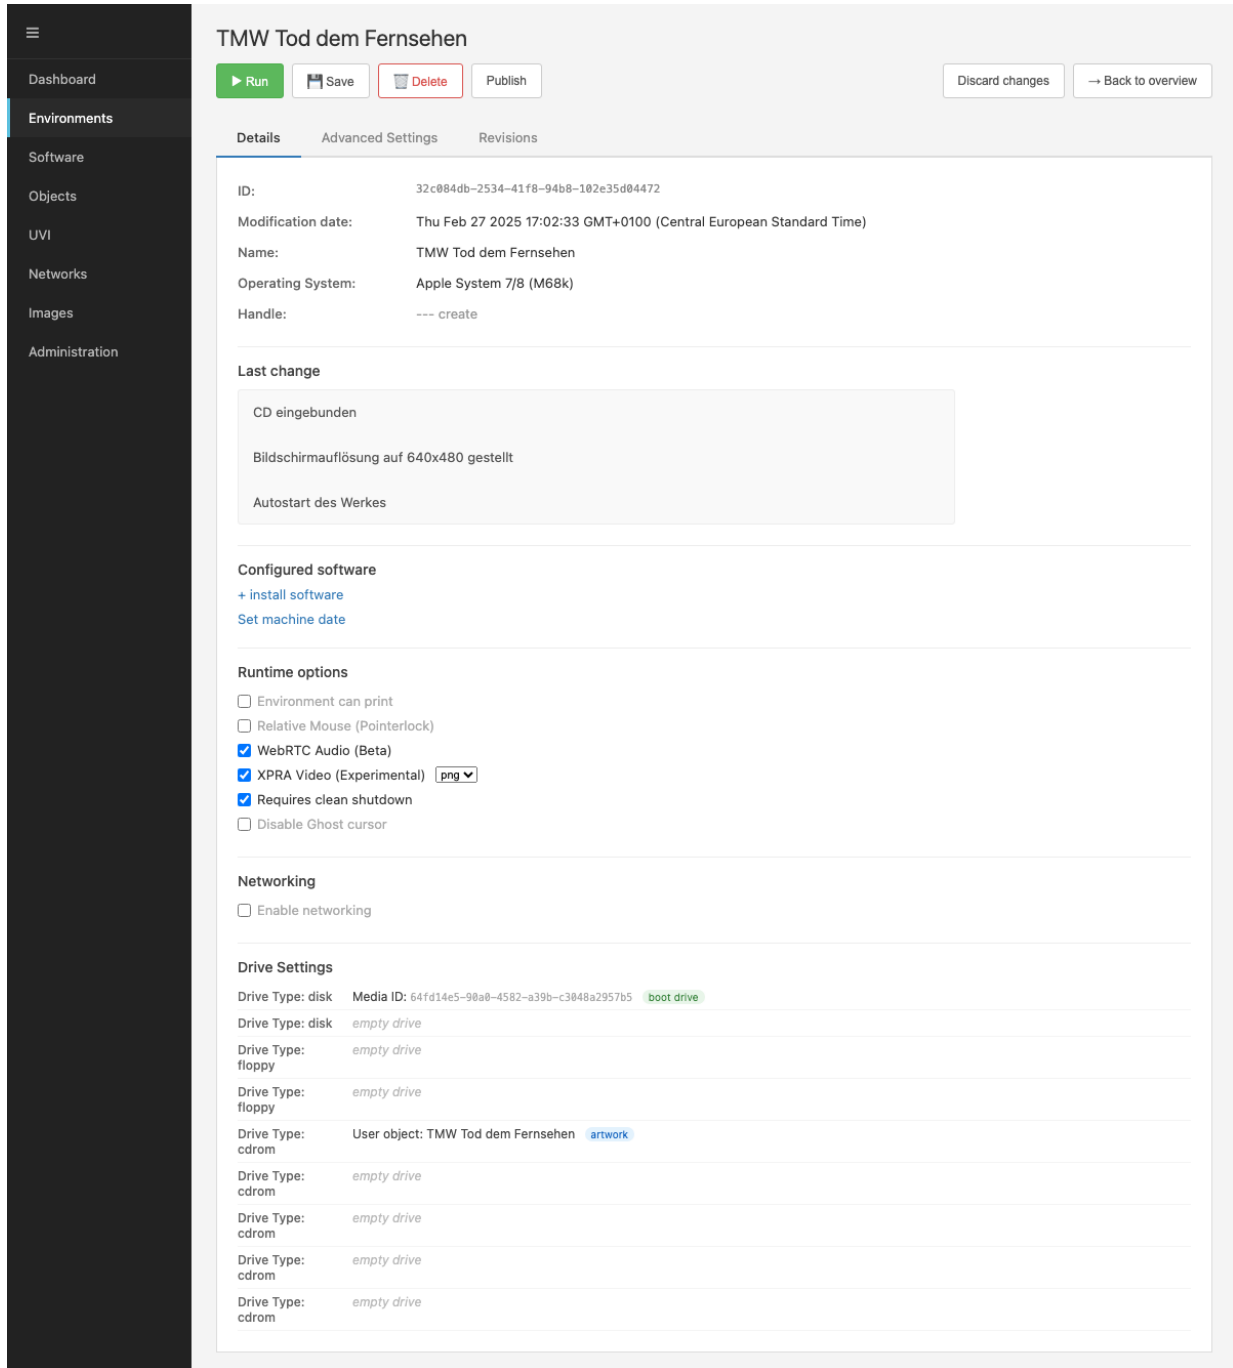 TMW Tod dem Fernsehen
Run
Save
Delete
Publish
Discard changes
→ Back to overview
Dashboard
Environments
Software
Objects
UVI
Networks
Images
Administration
Details
Advanced Settings
Revisions
ID: 32c084db-2534-41f8-94b8-102e35d04472
Modification date: Thu Feb 27 2025 17:02:33 GMT+0100 (Central European Standard Time)
Name: TMW Tod dem Fernsehen
Operating System: Apple System 7/8 (M68k)
Handle: --- create
Last change
CD eingebunden
Bildschirmauflösung auf 640x480 gestellt
Autostart des Werkes
Configured software
+ install software
Set machine date
Runtime options
Environment can print
Relative Mouse (Pointerlock)
WebRTC Audio (Beta)
XPRA Video (Experimental) png
Requires clean shutdown
Disable Ghost cursor
Networking
Enable networking
Drive Settings
Drive Type: disk Media ID: 64fd14e5-90a0-4582-a39b-c3048a2957b5 boot drive
Drive Type: disk empty drive
Drive Type: empty drive
floppy
Drive Type: empty drive
floppy
Drive Type: User object: TMW Tod dem Fernsehen artwork
cdrom
Drive Type: empty drive
cdrom
Drive Type: empty drive
cdrom
Drive Type: empty drive
cdrom
Drive Type: empty drive
cdrom